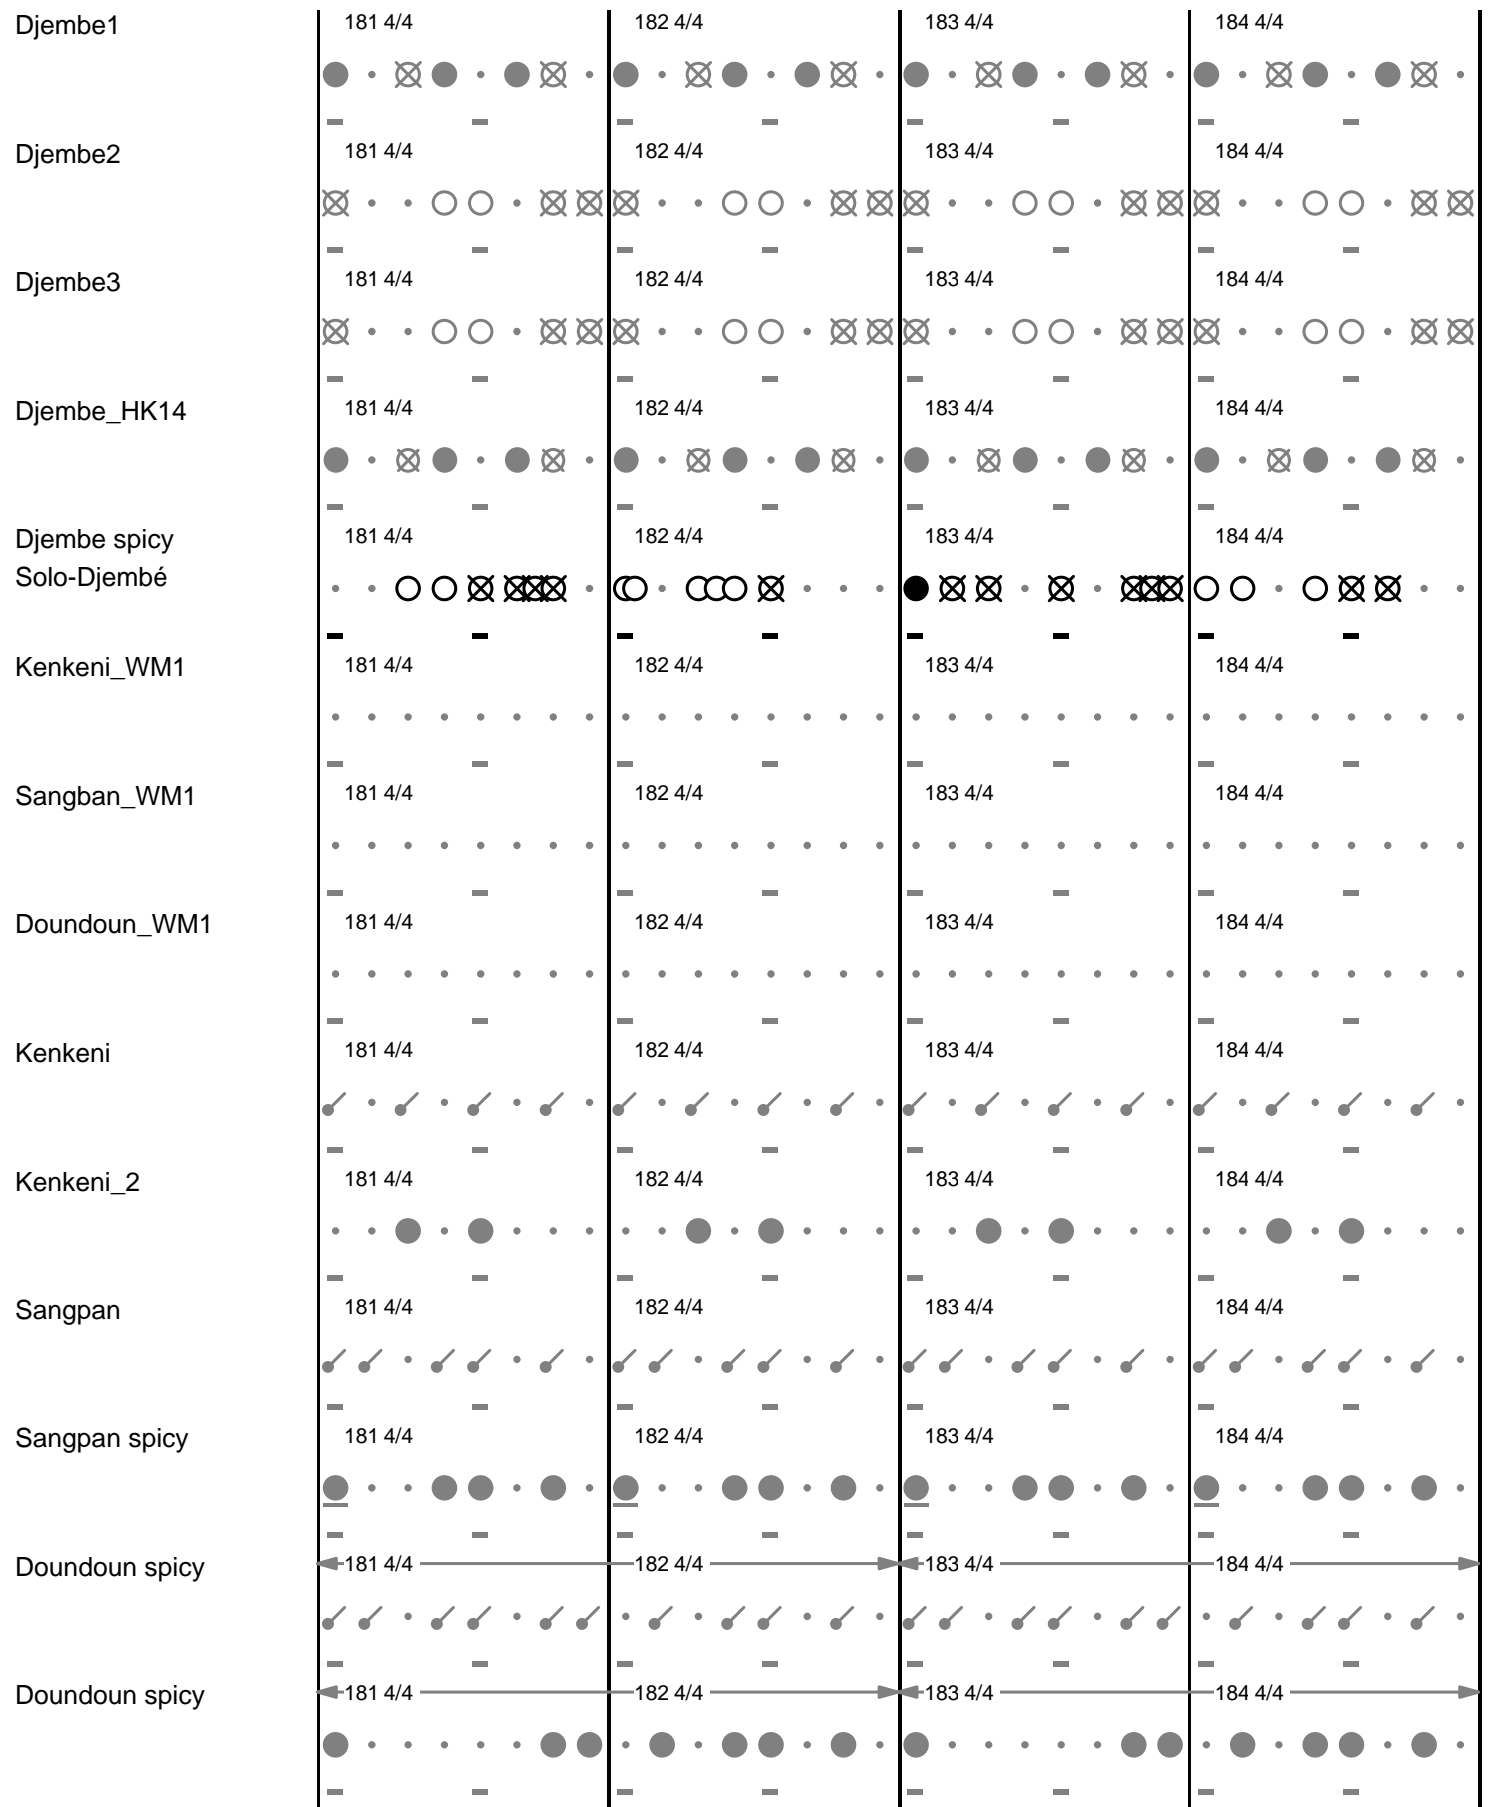 Djembe1 181 4/4 182 4/4 183 4/4 184 4/4
Djembe2 181 4/4 182 4/4 183 4/4 184 4/4
Djembe3 181 4/4 182 4/4 183 4/4 184 4/4
Djembe_HK14 181 4/4 182 4/4 183 4/4 184 4/4
Djembe spicy 181 4/4 182 4/4 183 4/4 184 4/4
Solo-Djembé
Kenkeni_WM1 181 4/4 182 4/4 183 4/4 184 4/4
Sangban_WM1 181 4/4 182 4/4 183 4/4 184 4/4
Doundoun_WM1 181 4/4 182 4/4 183 4/4 184 4/4
Kenkeni 181 4/4 182 4/4 183 4/4 184 4/4
Kenkeni_2 181 4/4 182 4/4 183 4/4 184 4/4
Sangpan 181 4/4 182 4/4 183 4/4 184 4/4
Sangpan spicy 181 4/4 182 4/4 183 4/4 184 4/4
Doundoun spicy 181 4/4 182 4/4 183 4/4 184 4/4
Doundoun spicy 181 4/4 182 4/4 183 4/4 184 4/4